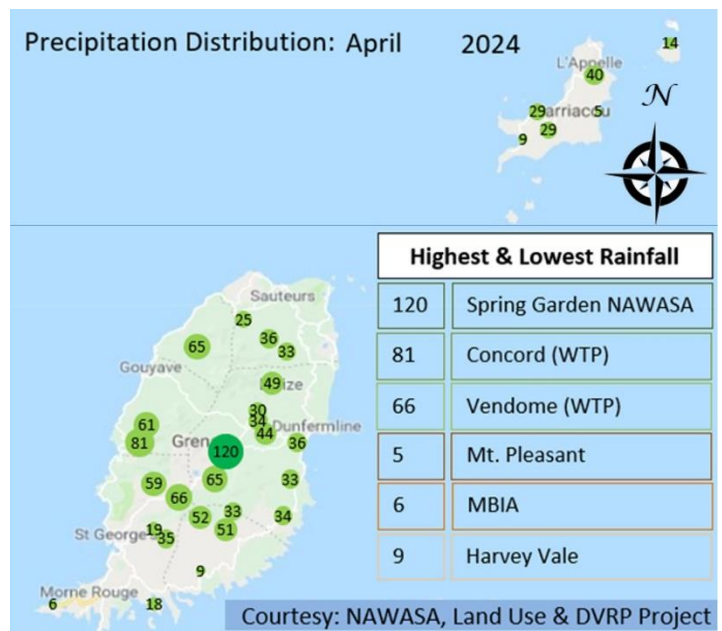 Precipitation Distribution: April 2024
14
L'Appelle
40
N
29 arriacou 5
29
9
Highest & Lowest Rainfall
120 Spring Garden NAWASA
81 Concord (WTP)
66 Vendome (WTP)
5 Mt. Pleasant
6 MBIA
9 Harvey Vale
Sauteurs
25
36
65
33
Gouyave
49 ize
30
34
61
Dunfermline
44
81 Gren 36
120
59 65 33
66
52 33 34
51
19
St George's
35
9
Morne Rouge
6 18
Courtesy: NAWASA, Land Use & DVRP Project